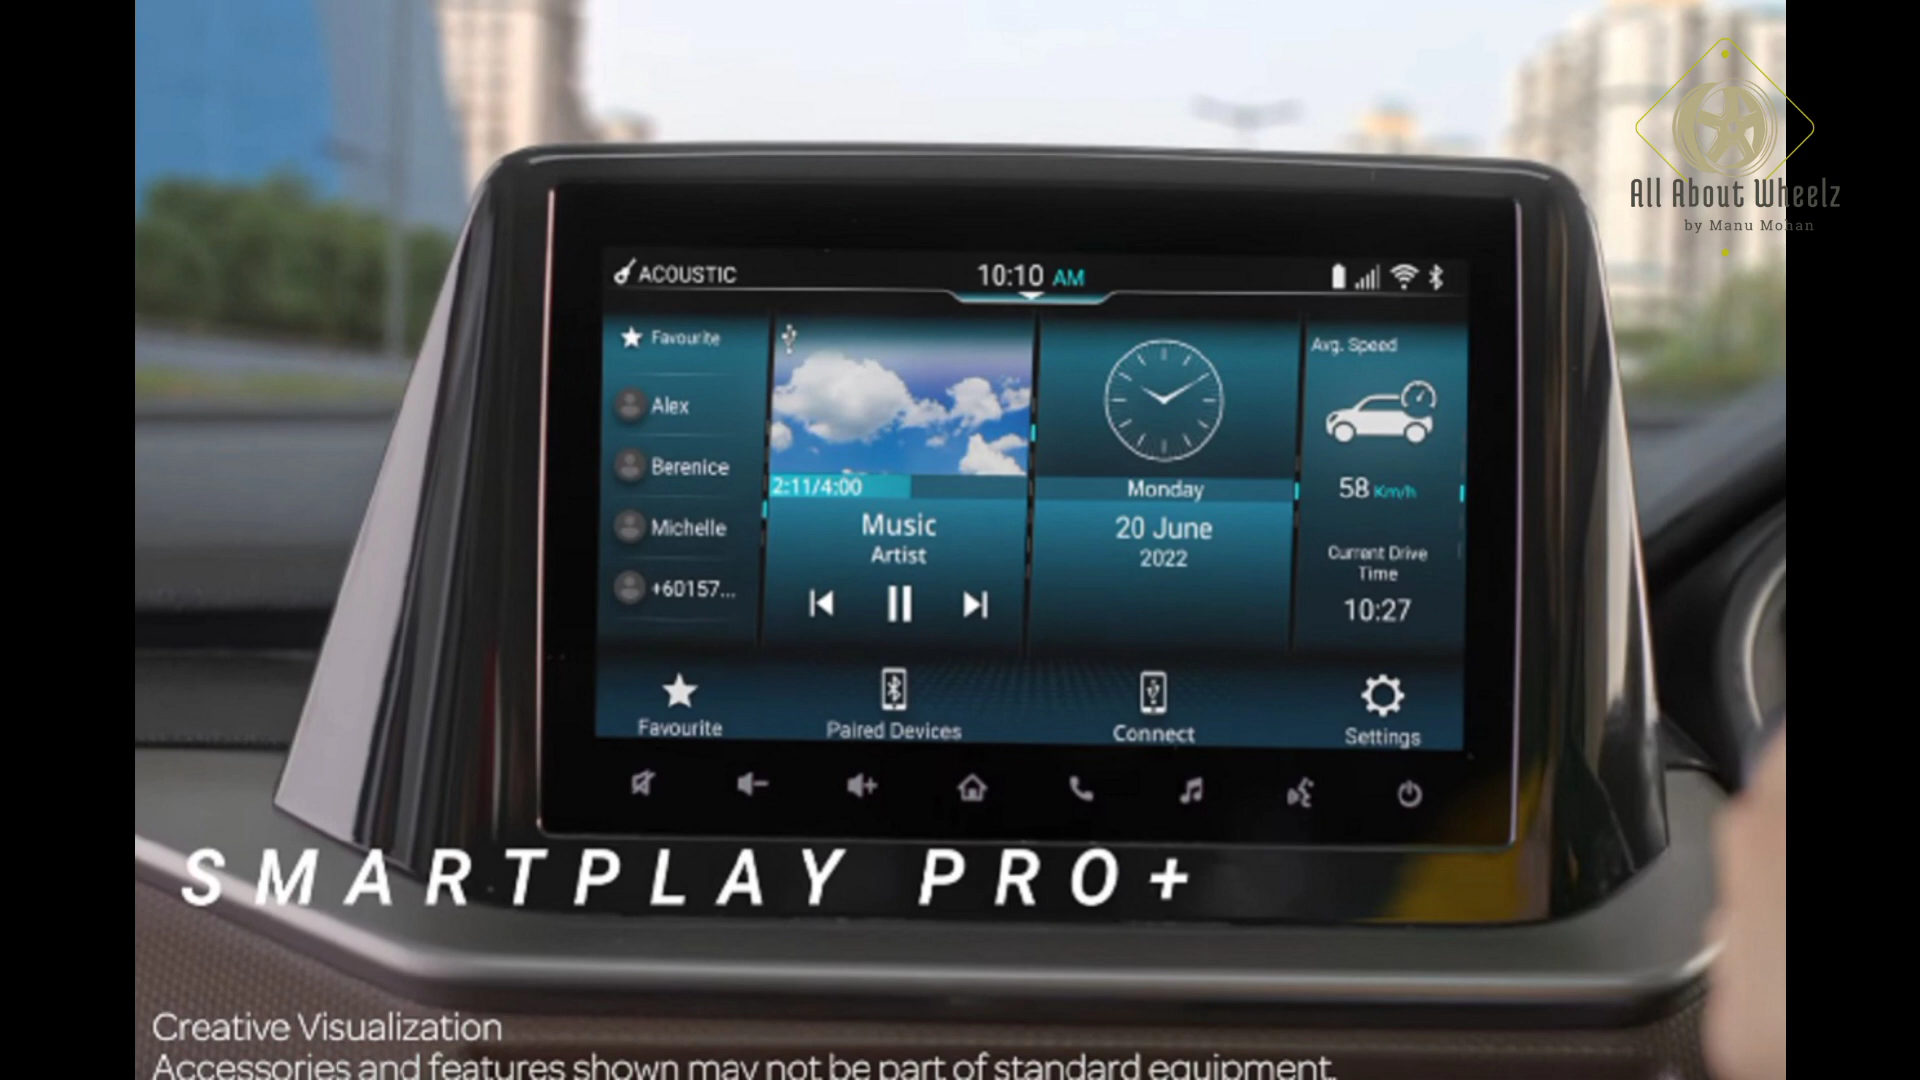 All About Wheelz
by Manu Mohan
ACOUSTIC
10:10 AM
Favourite
Alex
Berenice
Michelle
+60157...
2:11/4:00
Music
Artist
Monday
20 June
2022
Avg. Speed
58 Km/h
Current Drive
Time
10:27
Favourite
Paired Devices
Connect
Settings
SMARTPLAY PRO+
Creative Visualization
Accessories and features shown may not be part of standard equipment.